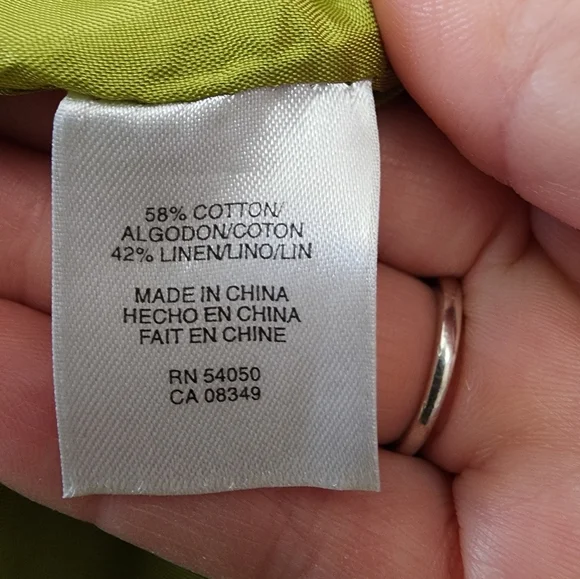 58% COTTON/
ALGODON/COTON
42% LINEN/LINO/LIN
MADE IN CHINA
HECHO EN CHINA
FAIT EN CHINE
RN 54050
CA 08349